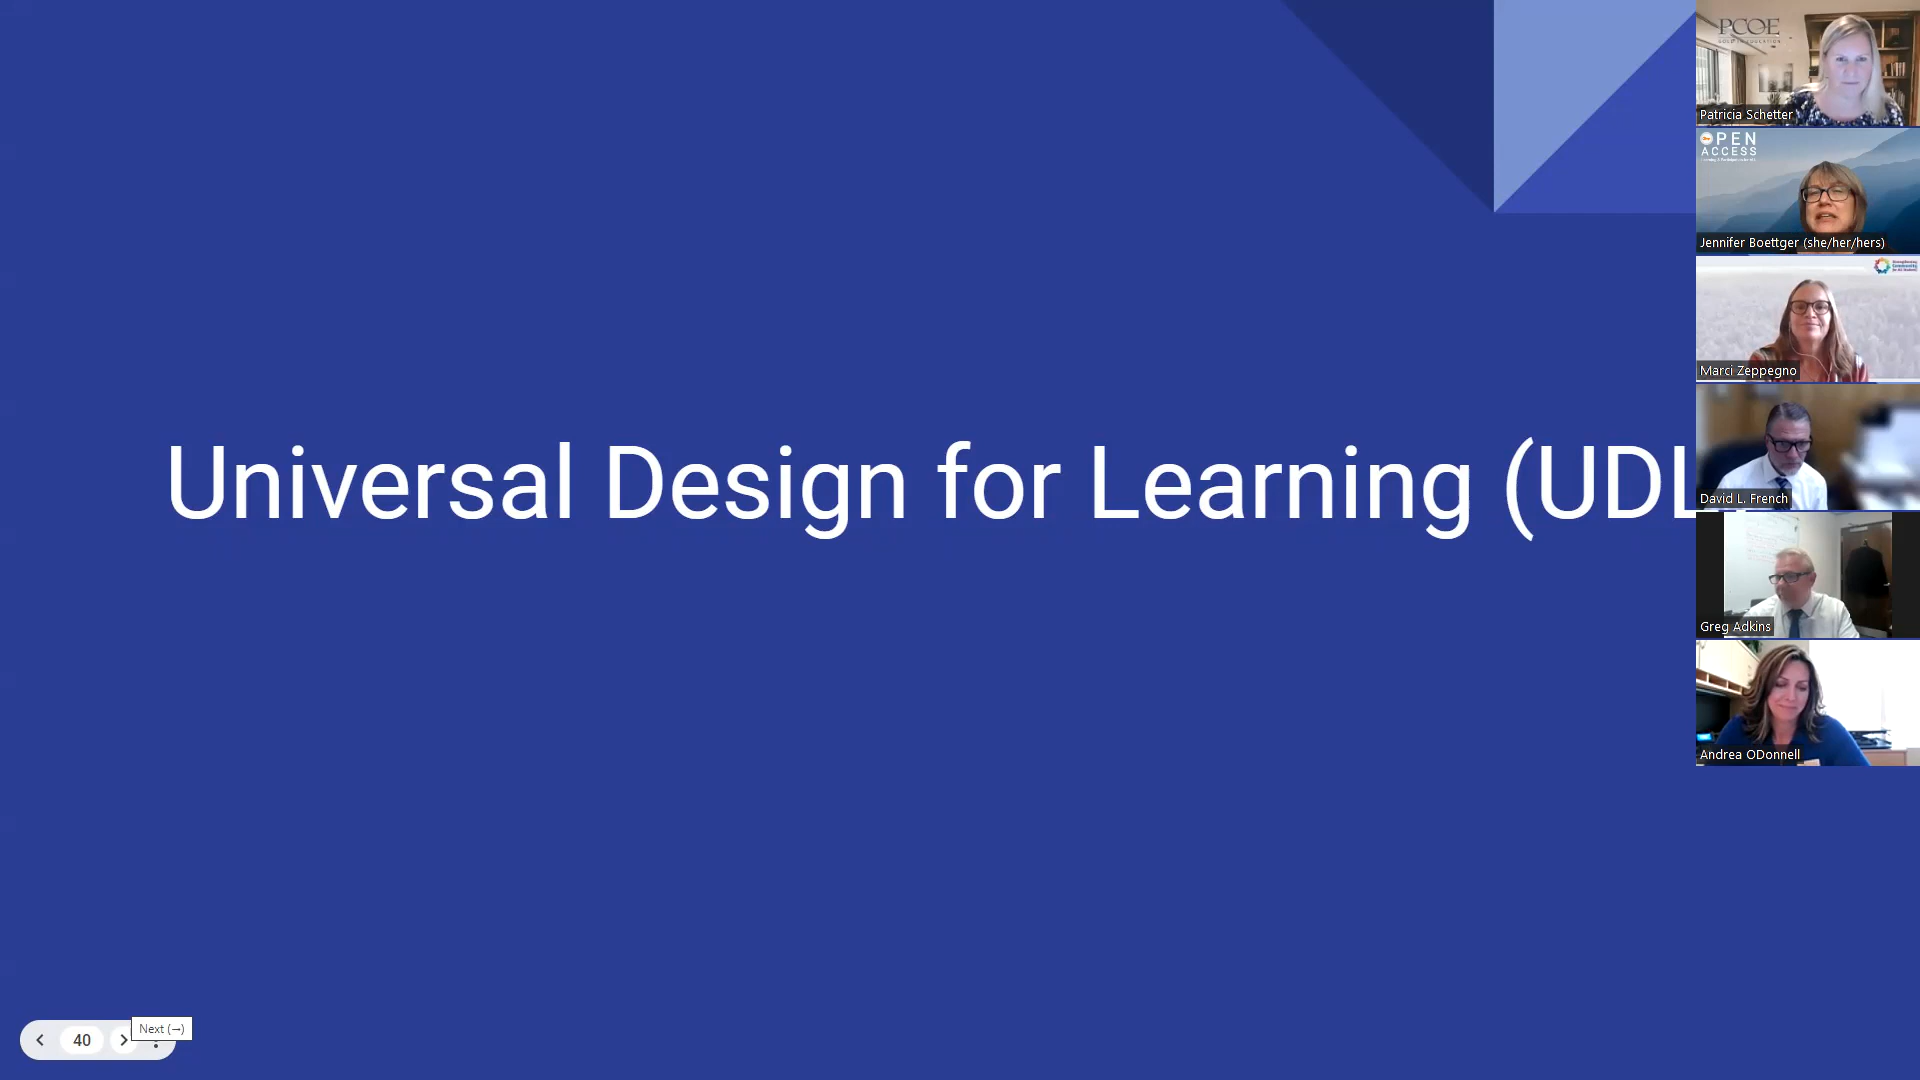 Universal Design for Learning (UDL
PCOE
OPEN
ACCESS
Patricia Schetter
Jennifer Boettger (she/her/hers)
Marci Zeppegno
David L. French
Greg Adkins
Andrea ODonnell
40
Next (→)